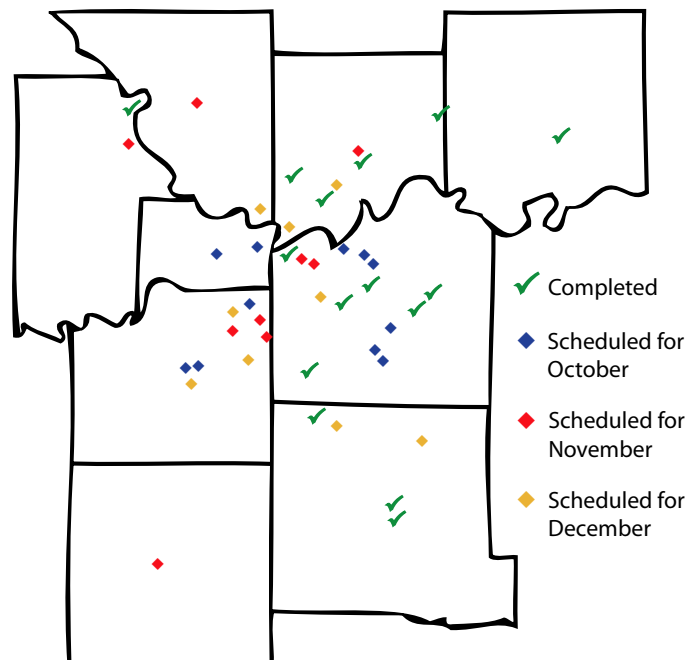 Completed
Scheduled for
October
Scheduled for
November
Scheduled for
December